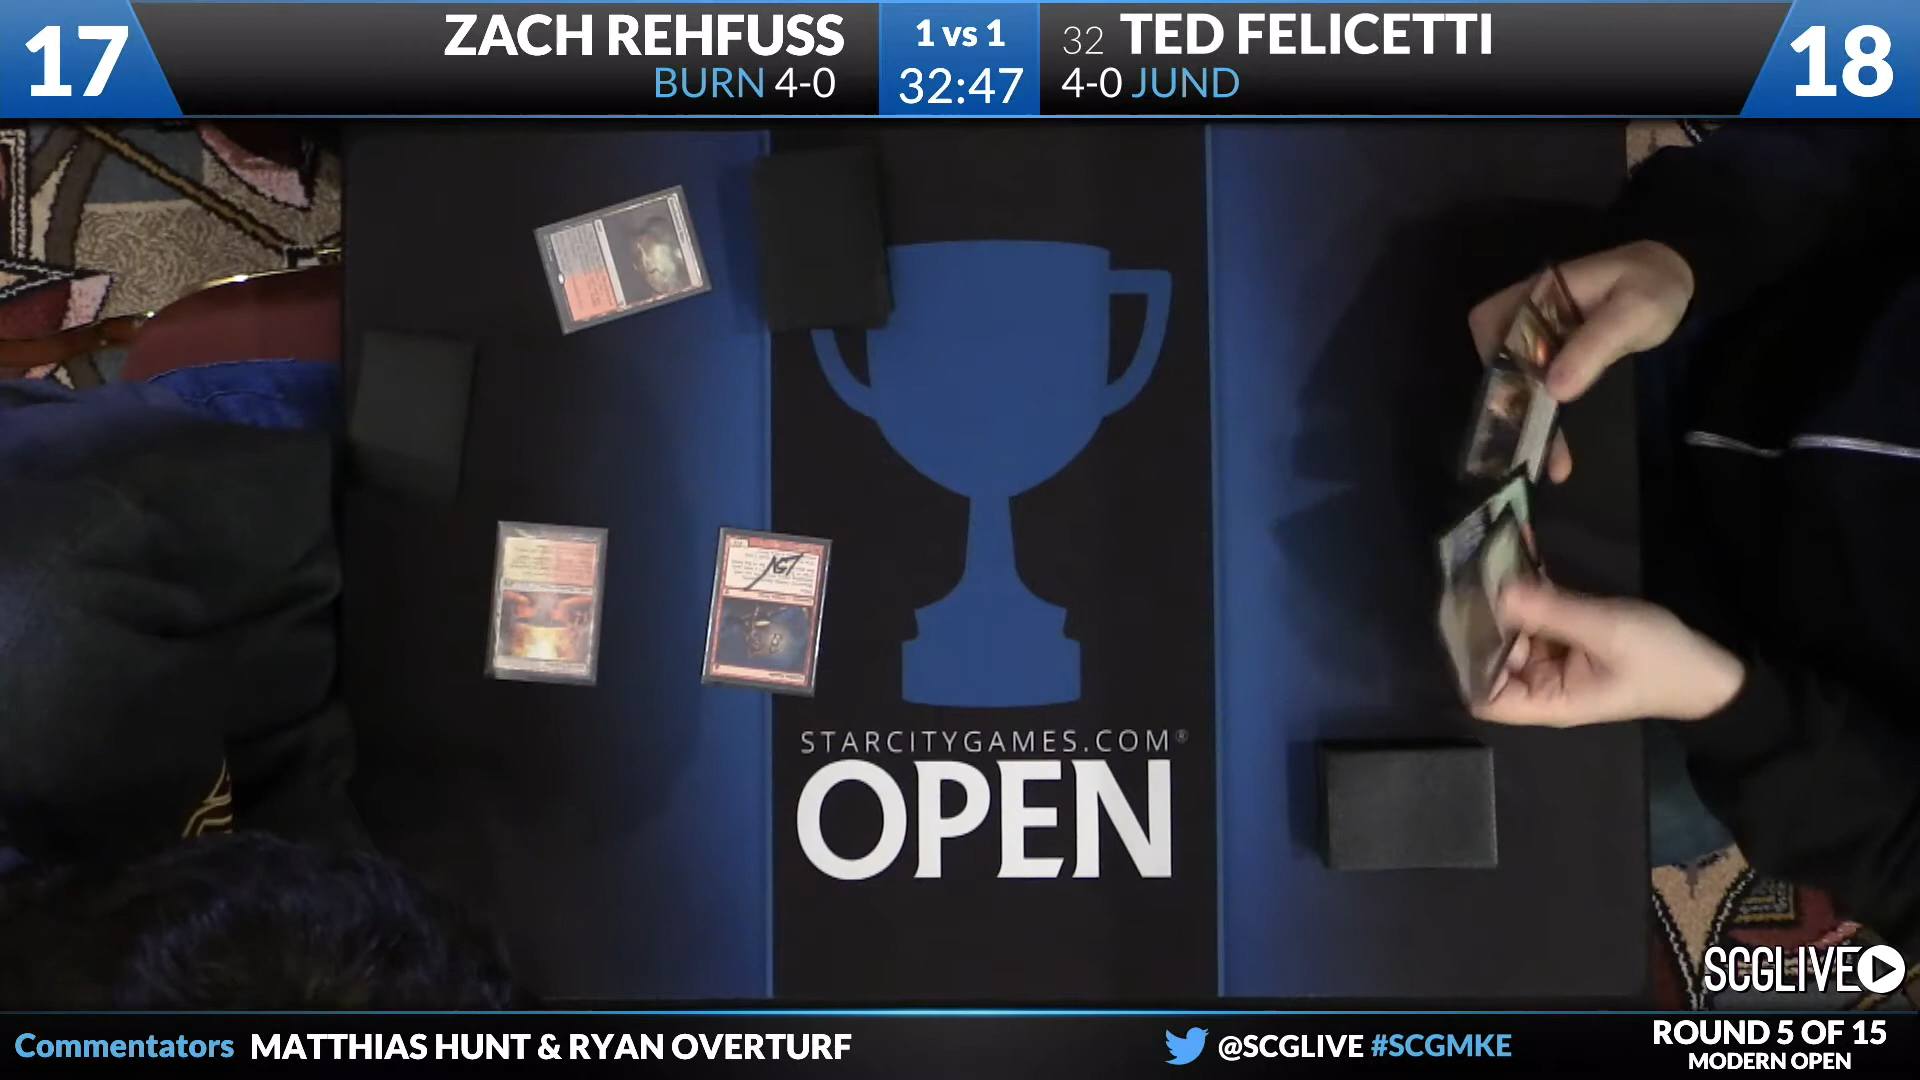 17
ZACH REHFUSS
BURN 4-0
1 vs 1
32:47
32 TED FELICETTI
4-0 JUND
18
STARCITYGAMES.COM®
OPEN
SCGLIVE
Commentators MATTHIAS HUNT & RYAN OVERTURF
@SCGLIVE #SCGMKE
ROUND 5 OF 15
MODERN OPEN